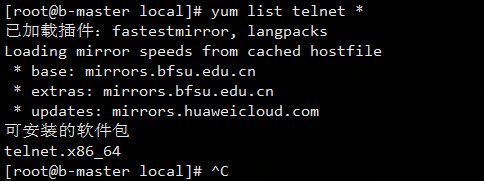 [root@b-master local]# yum list telnet *
已加载插件：fastestmirror, langpacks
Loading mirror speeds from cached hostfile
 * base: mirrors.bfsu.edu.cn
 * extras: mirrors.bfsu.edu.cn
 * updates: mirrors.huaweicloud.com
可安装的软件包
telnet.x86_64
[root@b-master local]# ^C